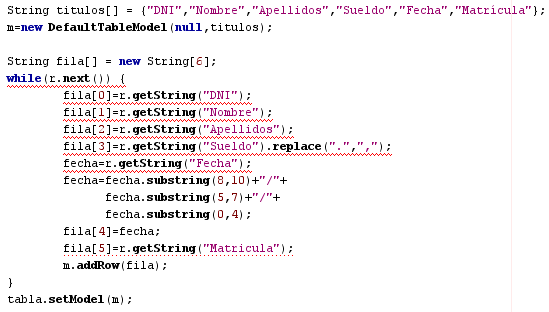 String titulos[] = {"DNI","Nombre","Apellidos","Sueldo","Fecha","Matricula"};
m=new DefaultTableModel(null,titulos);
String fila[] = new String[6];
while(r.next()) {
fila[0]=r.getString("DNI");
fila[1]=r.getString("Nombre");
fila[2]=r.getString("Apellidos");
fila[3]=r.getString("Sueldo").replace(".",",");
fecha=r.getString("Fecha");
fecha=fecha.substring(8,10)+"/"+
fecha.substring(5,7)+"/"+
fecha.substring(0,4);
fila[4]=fecha;
fila[5]=r.getString("Matricula");
m.addRow(fila);
}
tabla.setModel(m);